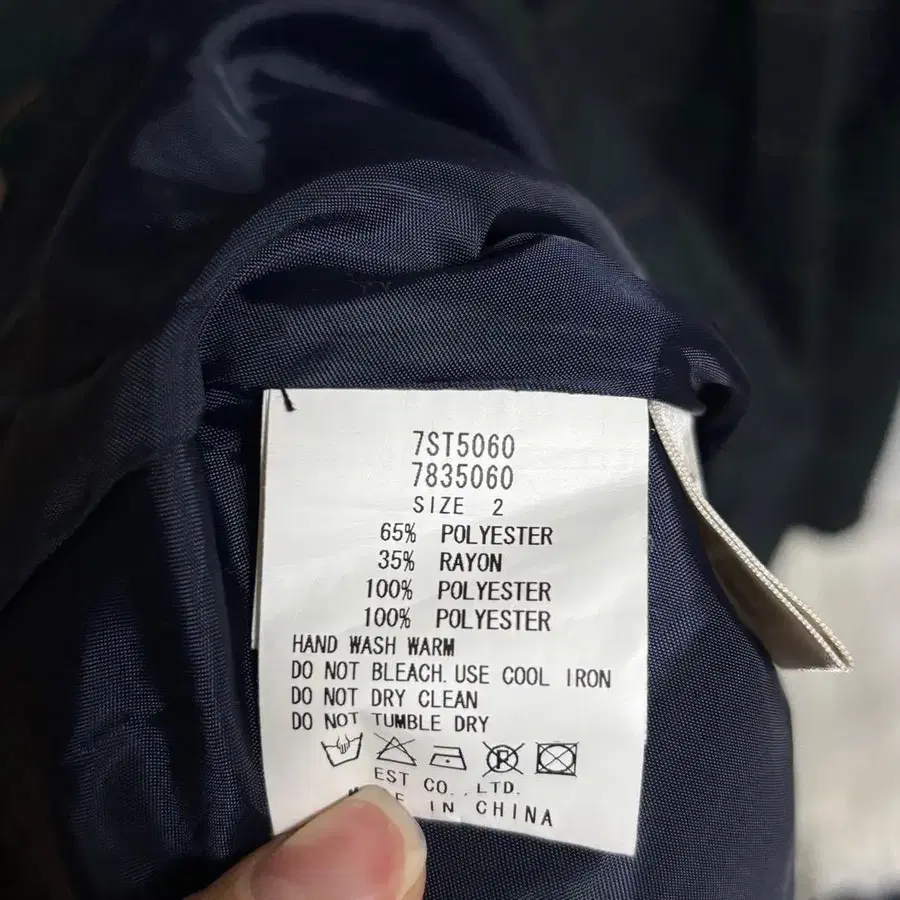 7ST5060
7835060
SIZE 2
65% POLYESTER
35% RAYON
100% POLYESTER
100% POLYESTER
HAND WASH WARM
DO NOT BLEACH. USE COOL IRON
DO NOT DRY CLEAN
DO NOT TUMBLE DRY
P
EST CO., LTD.
IN CHINA